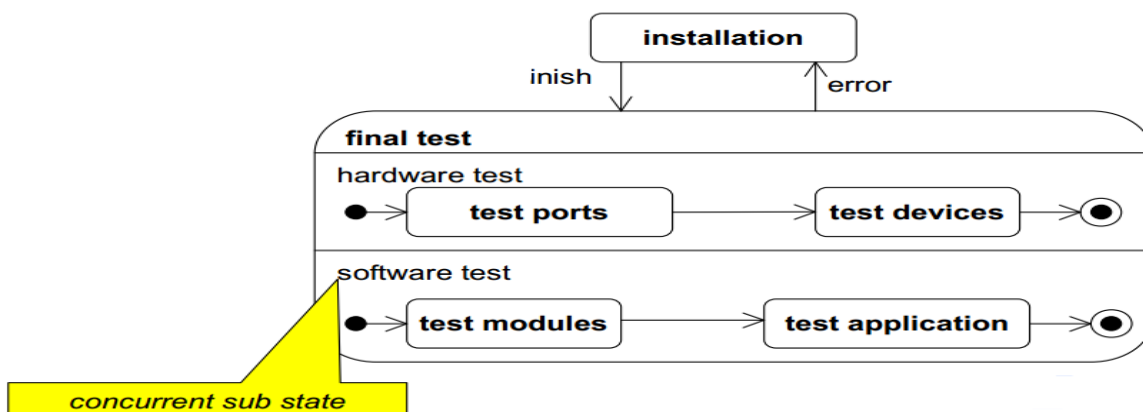 installation
inish
error
final test
hardware test
test ports
test devices
software test
test modules
test application
concurrent sub state